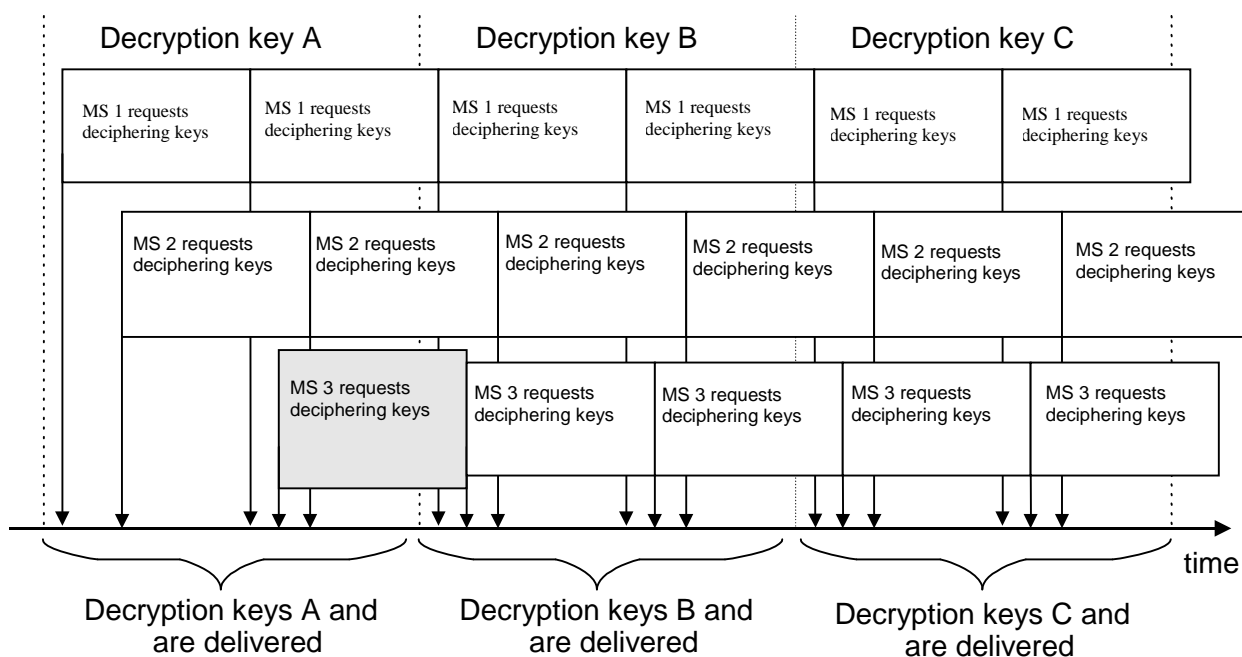 Decryption key A
Decryption key B
Decryption key C
MS 1 requests
deciphering keys
MS 1 requests
deciphering keys
MS 1 requests
deciphering keys
MS 1 requests
deciphering keys
MS 1 requests
deciphering keys
MS 1 requests
deciphering keys
MS 2 requests
deciphering keys
MS 2 requests
deciphering keys
MS 2 requests
deciphering keys
MS 2 requests
deciphering keys
MS 2 requests
deciphering keys
MS 2 requests
deciphering keys
MS 3 requests
deciphering keys
MS 3 requests
deciphering keys
MS 3 requests
deciphering keys
MS 3 requests
deciphering keys
MS 3 requests
deciphering keys
time
Decryption keys A and
are delivered
Decryption keys B and
are delivered
Decryption keys C and
are delivered